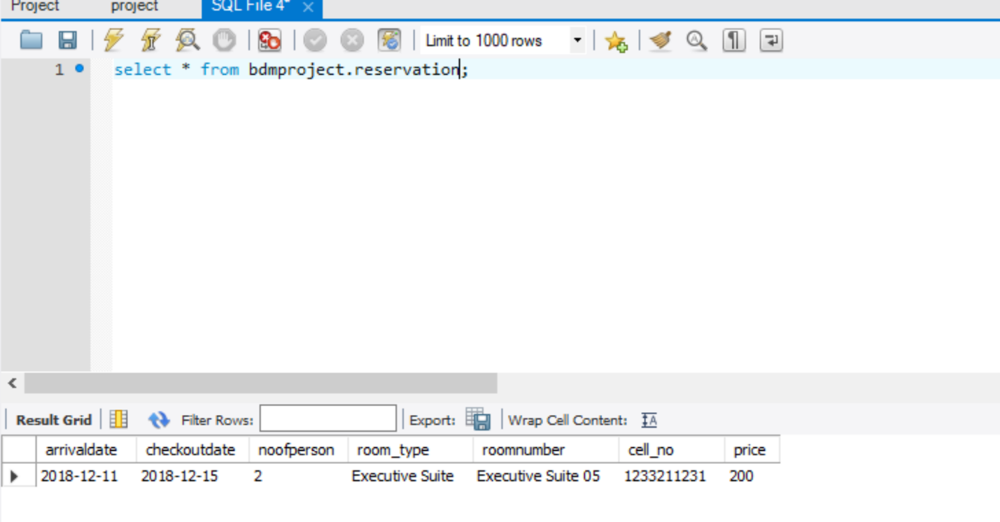 Project project SQL File 4* ×
Limit to 1000 rows
1 select * from bdmproject.reservation;
Result Grid Filter Rows: Export: Wrap Cell Content: IA
arrivaldate checkoutdate noofperson room_type roomnumber cell_no price
2018-12-11 2018-12-15 2 Executive Suite Executive Suite 05 1233211231 200